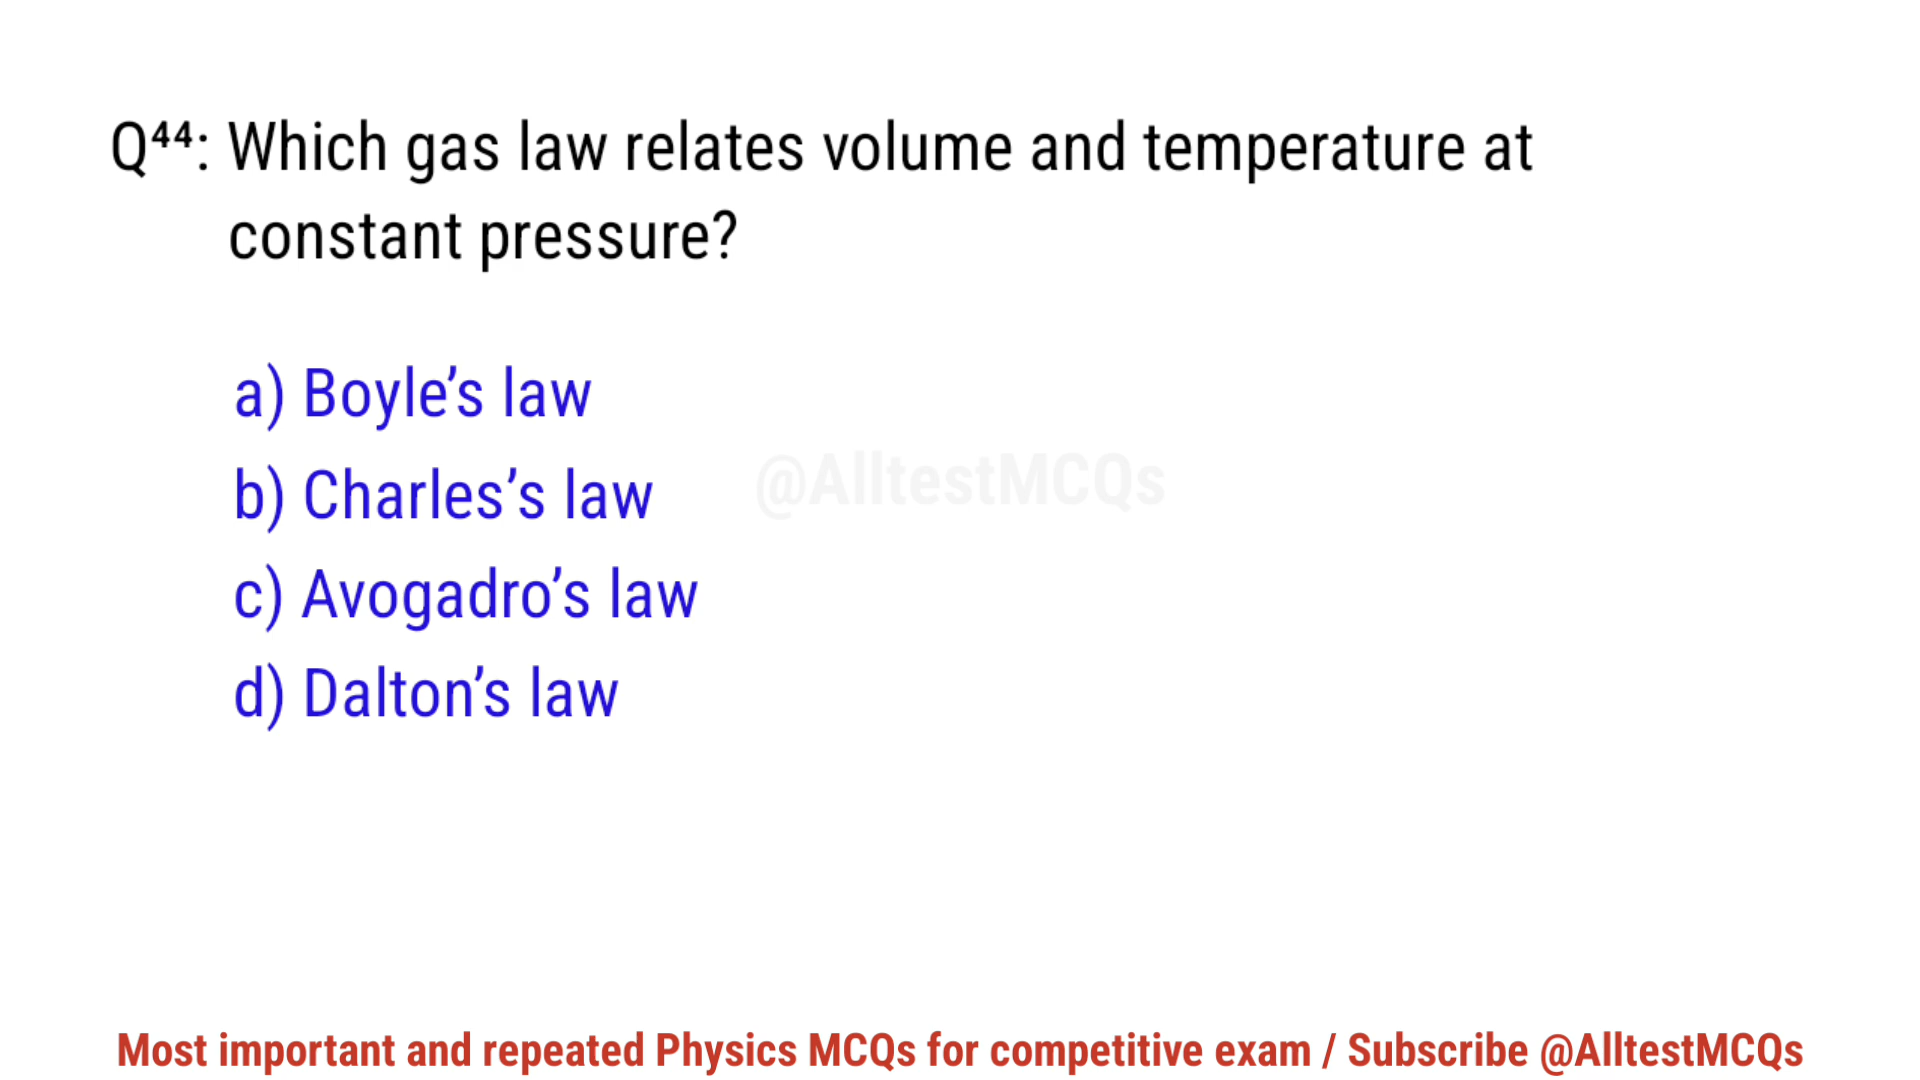 Q⁴⁴: Which gas law relates volume and temperature at
constant pressure?
a) Boyle’s law
b) Charles’s law
@AlltestMCQs
c) Avogadro’s law
d) Dalton’s law
Most important and repeated Physics MCQs for competitive exam / Subscribe @AlltestMCQs